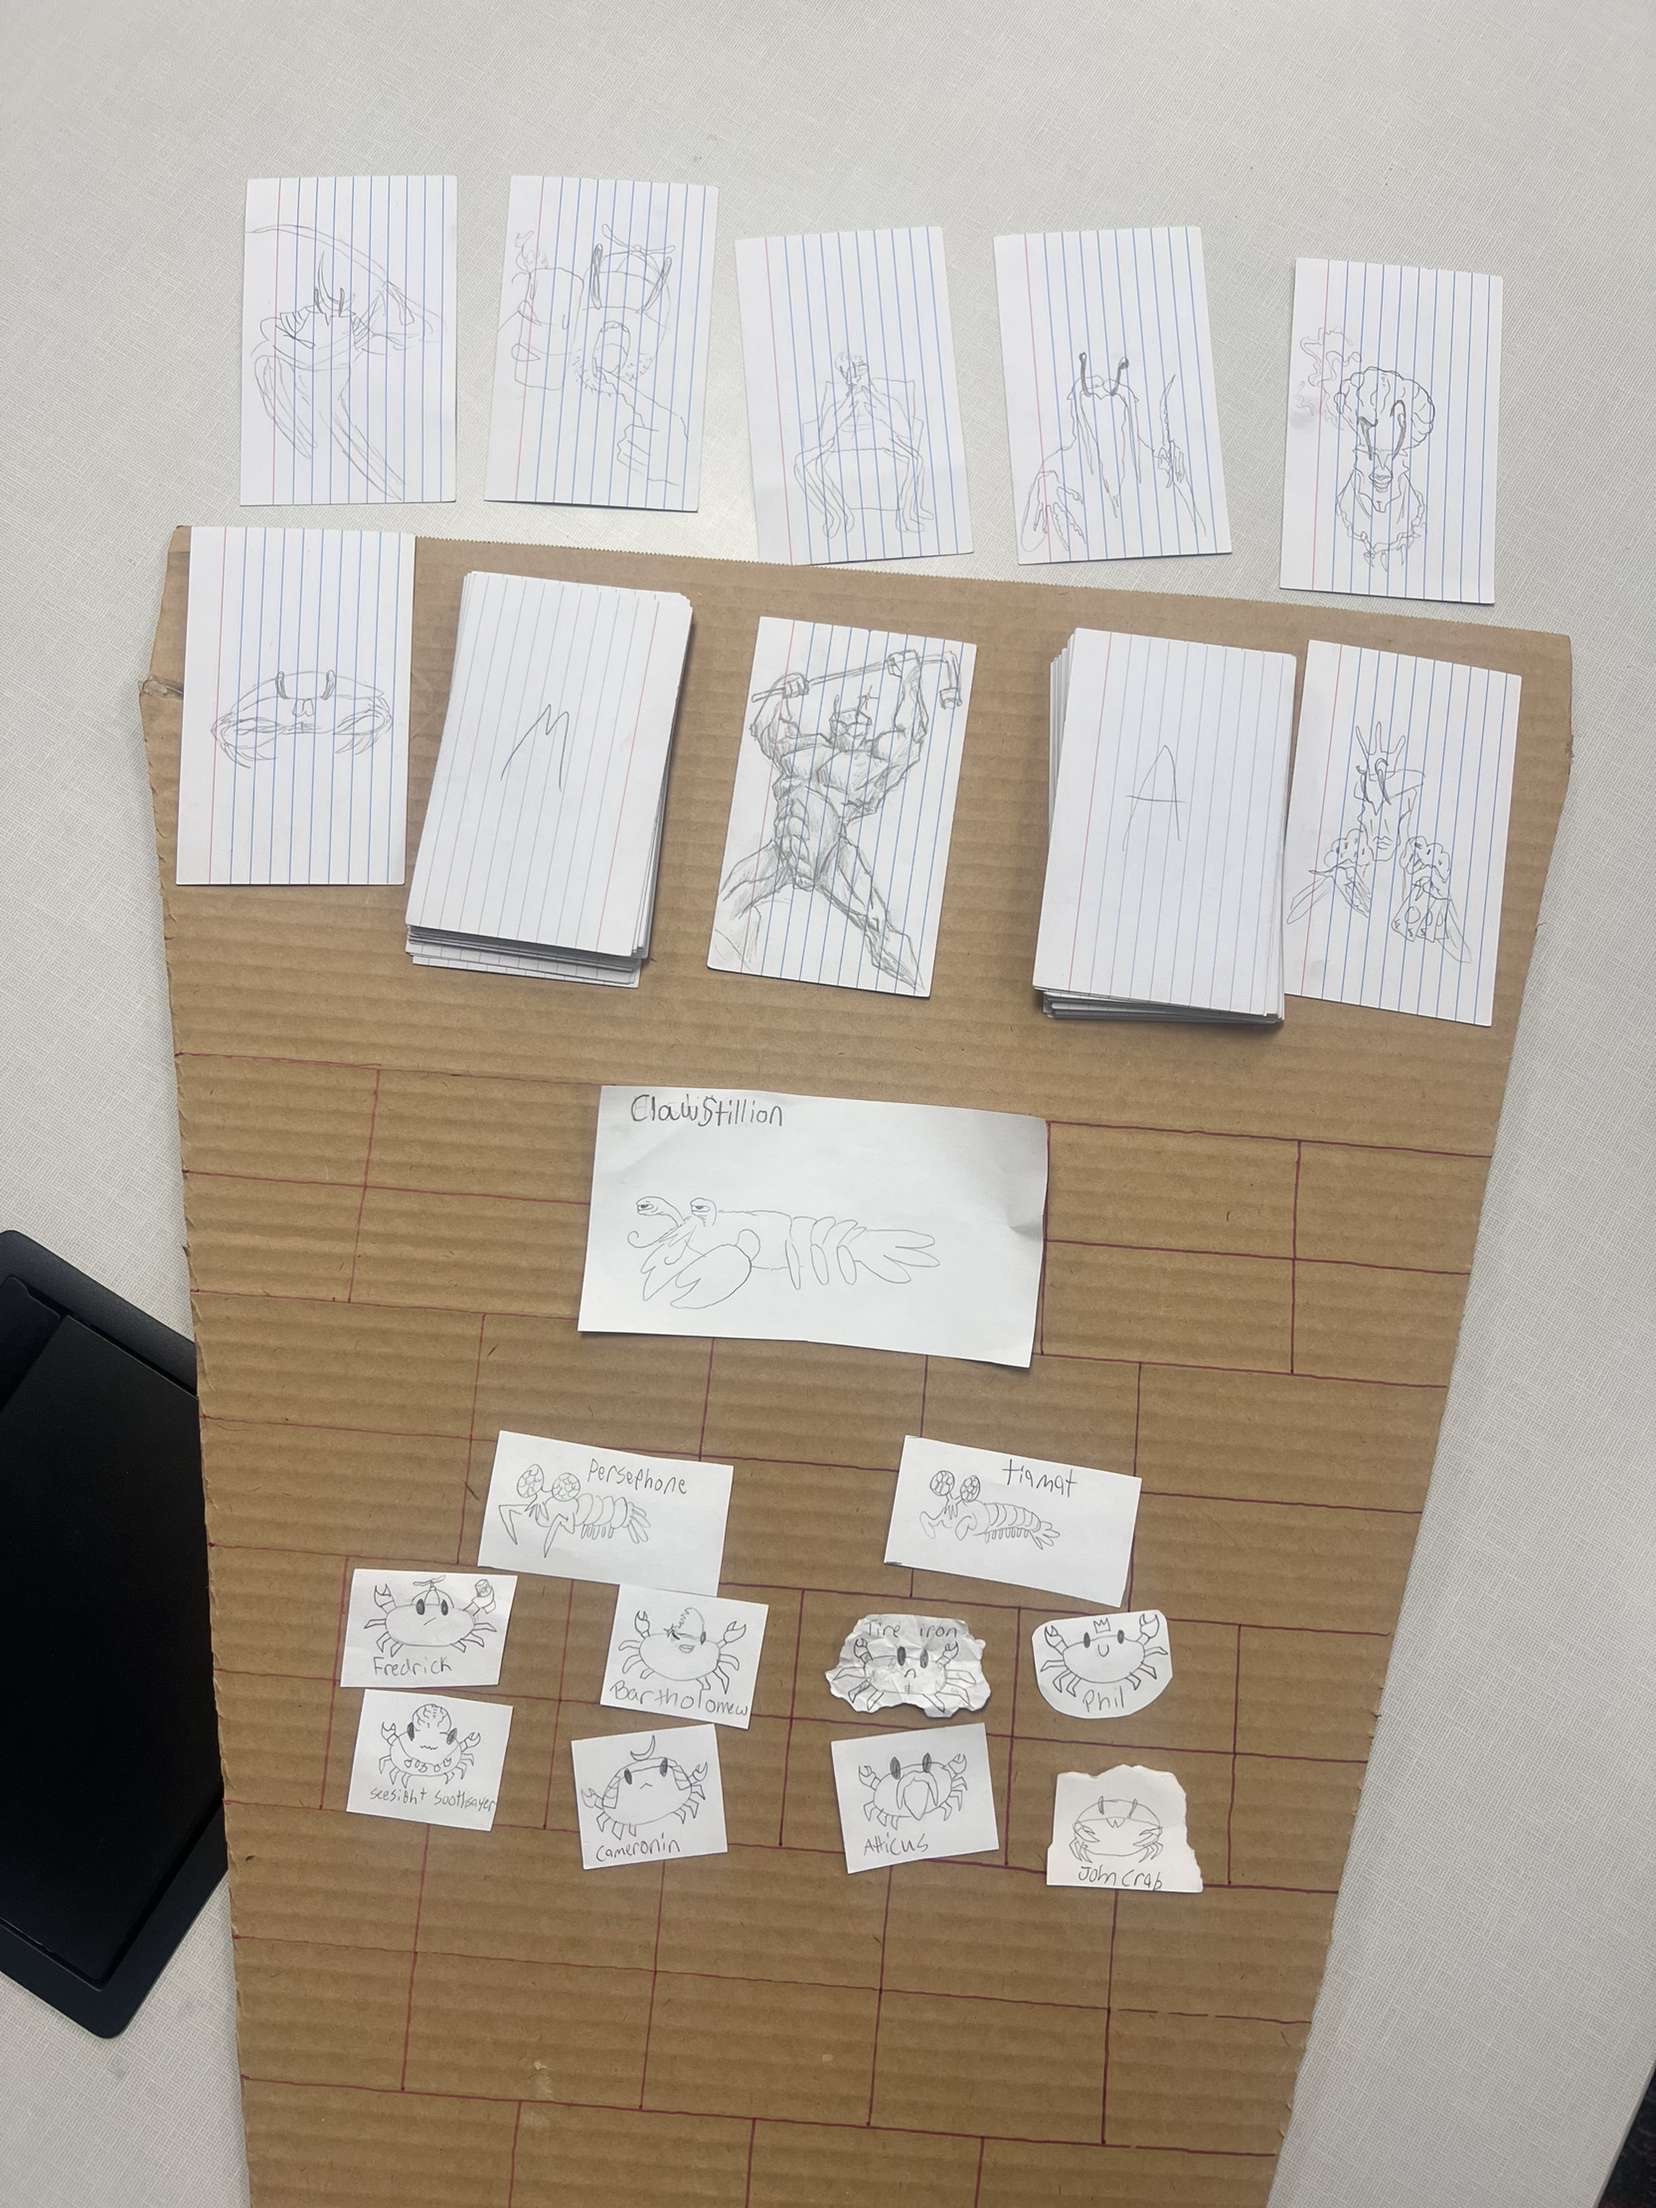 M
A
ClawStillion
Persephone
tiamat
Fredrick
Bartholomew
Tire iron
Phil
seesight Soothsayer
Cameronin
Atticus
John Crab